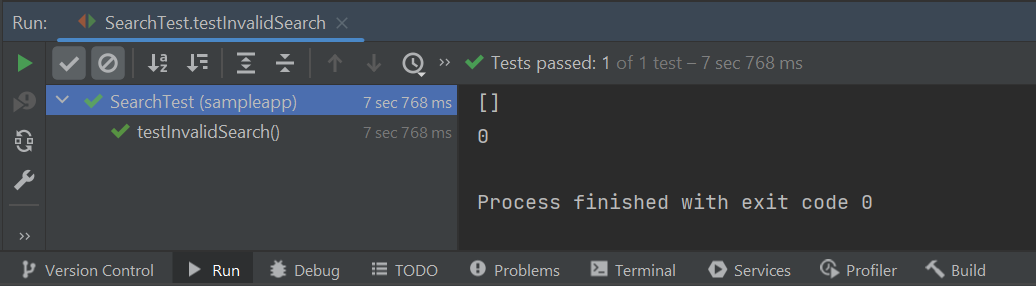 Run: SearchTest.testInvalidSearch
Tests passed: 1 of 1 test – 7 sec 768 ms
SearchTest (sampleapp) 7 sec 768 ms
testInvalidSearch() 7 sec 768 ms
[]
0
Process finished with exit code 0
Version Control Run Debug TODO Problems Terminal Services Profiler Build